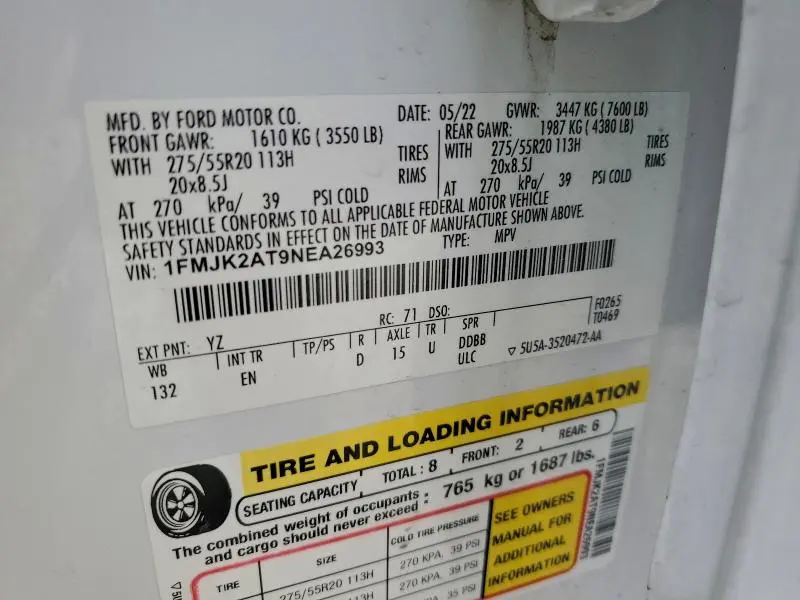 MFD. BY FORD MOTOR CO. DATE: 05/22 GVWR: 3447 KG ( 7600 LB)
FRONT GAWR: 1610 KG ( 3550 LB) REAR GAWR: 1987 KG ( 4380 LB)
WITH 275/55R20 113H TIRES WITH 275/55R20 113H TIRES
20x8.5J RIMS 20x8.5J RIMS
AT 270 kPa/ 39 PSI COLD AT 270 kPa/ 39 PSI COLD
THIS VEHICLE CONFORMS TO ALL APPLICABLE FEDERAL MOTOR VEHICLE
SAFETY STANDARDS IN EFFECT ON THE DATE OF MANUFACTURE SHOWN ABOVE.
VIN: 1FMJK2AT9NEA26993 TYPE: MPV
F0265
T0469
EXT PNT: YZ RC: 71 DSO:
WB INT TR TP/PS R AXLE TR SPR
132 EN D 15 U DDBB
ULC
▽ 5U5A-3520472-AA
TIRE AND LOADING INFORMATION
SEATING CAPACITY TOTAL: 8 FRONT: 2 REAR: 6
The combined weight of occupants and cargo should never exceed : 765 kg or 1687 lbs.
TIRE SIZE COLD TIRE PRESSURE
275/55R20 113H 270 KPA, 39 PSI
113H 270 KPA, 39 PSI
35 PSI
SEE OWNERS
MANUAL FOR
ADDITIONAL
INFORMATION